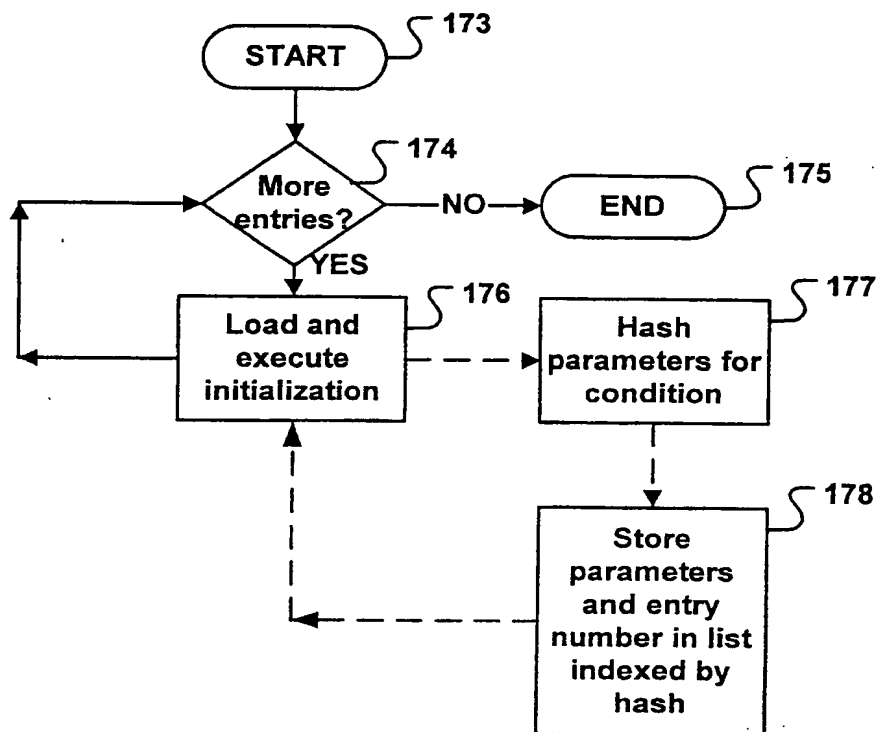 START
173
174
More
entries?
NO
END
175
YES
Load and
execute
initialization
176
Hash
parameters for
condition
177
Store
parameters
and entry
number in list
indexed by
hash
178